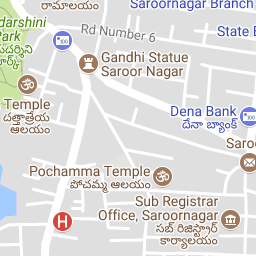 రామాలయం
Saroornagar Branch
darshini
Park
పదర్శిని
పార్క్
Rd Number 6
State B
Gandhi Statue
Saroor Nagar
Temple
దత్తాత్రేయ
ఆలయం
Dena Bank
దేనా బ్యాంక్
Saroo
Pochamma Temple
పోచమ్మ ఆలయం
Sub Registrar
Office, Saroornagar
సబ్ రిజిస్ట్రార్
కార్యాలయం
H